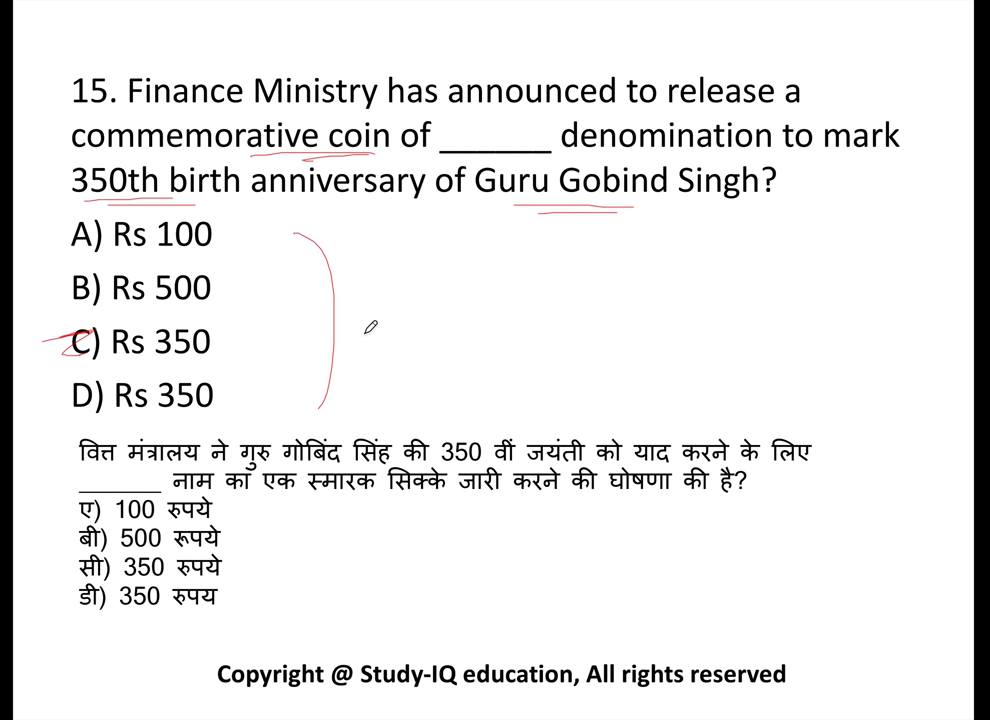 15. Finance Ministry has announced to release a
commemorative coin of ______ denomination to mark
350th birth anniversary of Guru Gobind Singh?
A) Rs 100
B) Rs 500
C) Rs 350
D) Rs 350
वित्त मंत्रालय ने गुरु गोबिंद सिंह की 350 वीं जयंती को याद करने के लिए
______ नाम का एक स्मारक सिक्के जारी करने की घोषणा की है?
ए) 100 रुपये
बी) 500 रूपये
सी) 350 रुपये
डी) 350 रुपय
Copyright @ Study-IQ education, All rights reserved